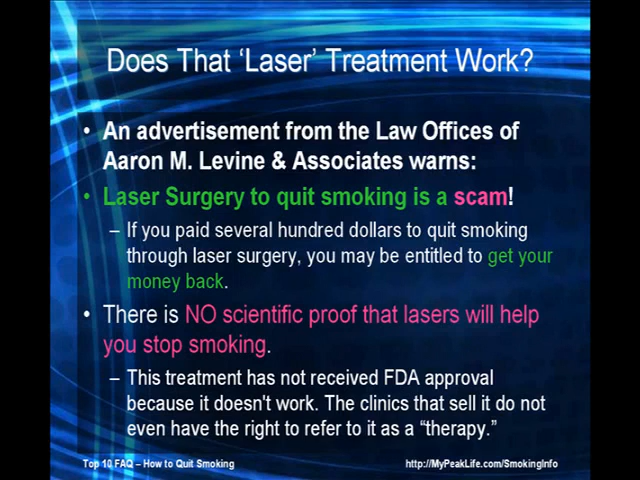 Does That ‘Laser’ Treatment Work?
• An advertisement from the Law Offices of
Aaron M. Levine & Associates warns:
• Laser Surgery to quit smoking is a scam!
– If you paid several hundred dollars to quit smoking
through laser surgery, you may be entitled to get your
money back.
• There is NO scientific proof that lasers will help
you stop smoking.
– This treatment has not received FDA approval
because it doesn't work. The clinics that sell it do not
even have the right to refer to it as a “therapy.”
Top 10 FAQ – How to Quit Smoking
http://MyPeakLife.com/SmokingInfo